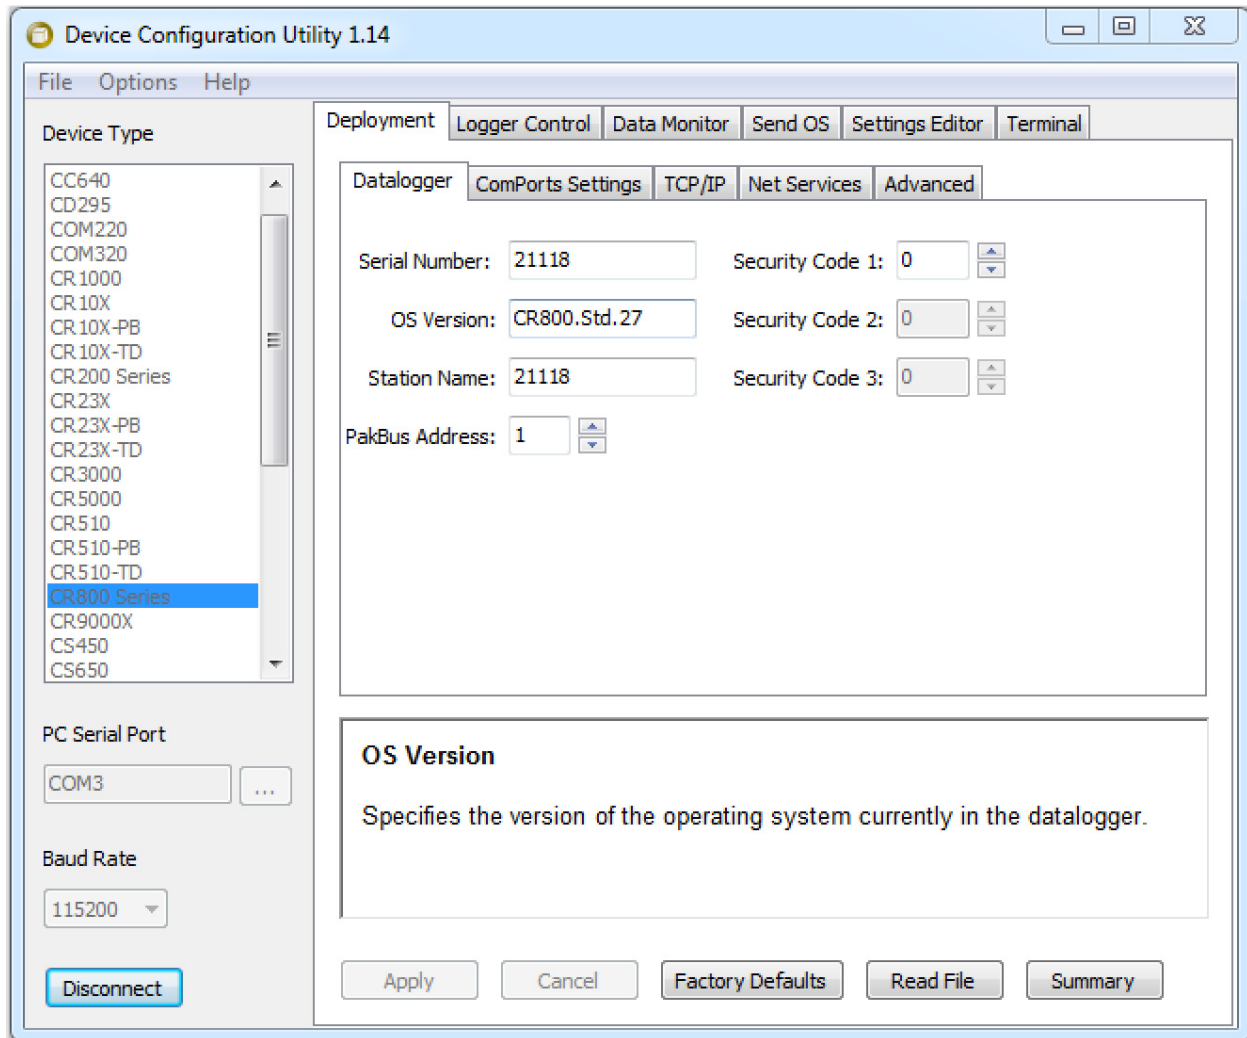 Device Configuration Utility 1.14
File Options Help
Device Type
CC640
CD295
COM220
COM320
CR1000
CR10X
CR10X-PB
CR10X-TD
CR200 Series
CR23X
CR23X-PB
CR23X-TD
CR3000
CR5000
CR510
CR510-PB
CR510-TD
CR800 Series
CR9000X
CS450
CS650
PC Serial Port
COM3
...
Baud Rate
115200
Disconnect
Deployment Logger Control Data Monitor Send OS Settings Editor Terminal
Datalogger ComPorts Settings TCP/IP Net Services Advanced
Serial Number: 21118 Security Code 1: 0
OS Version: CR800.Std.27 Security Code 2: 0
Station Name: 21118 Security Code 3: 0
PakBus Address: 1
OS Version
Specifies the version of the operating system currently in the datalogger.
Apply Cancel Factory Defaults Read File Summary